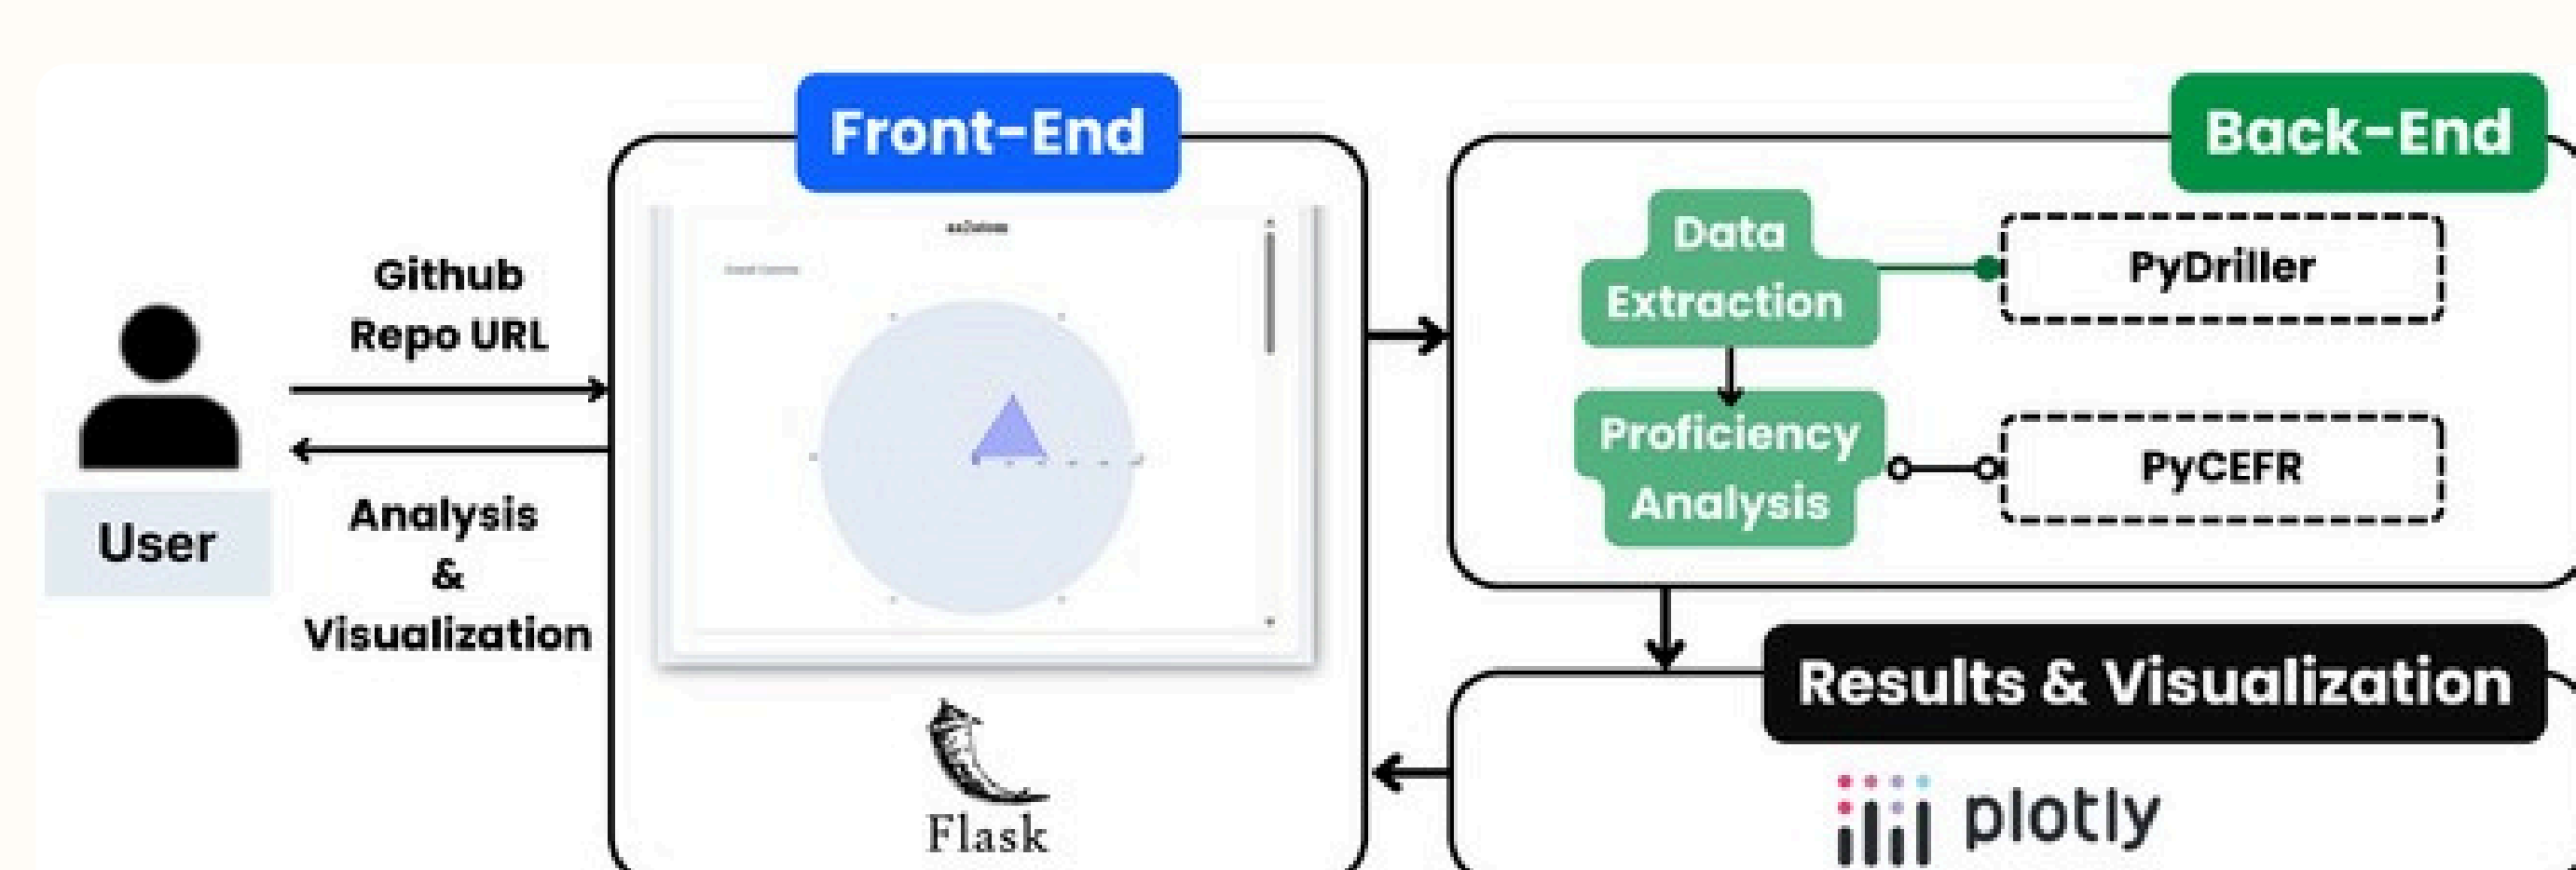 Front-End
Back-End
Github
Repo URL
User
Analysis
&
Visualization
Flask
Data
Extraction
PyDriller
Proficiency
Analysis
PyCEFR
Results & Visualization
plotly